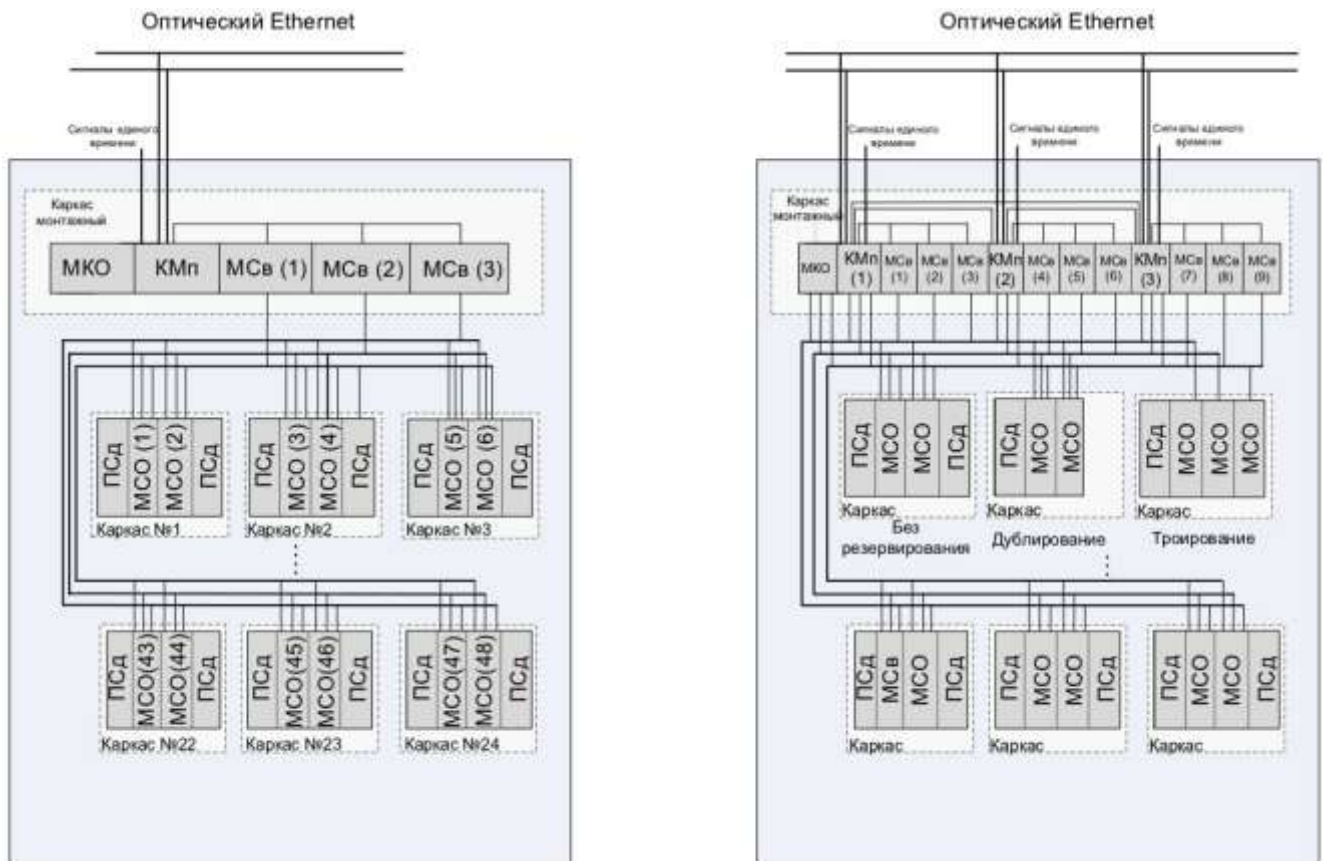 Оптический Ethernet
Сигналы единого
времени
Каркас
монтажный
МКО
КМп
МСв (1)
МСв (2)
МСв (3)
ПСд
МСО (1)
МСО (2)
ПСд
Каркас №1
ПСд
МСО (3)
МСО (4)
ПСд
Каркас №2
ПСд
МСО (5)
МСО (6)
ПСд
Каркас №3
ПСд
МСО(43)
МСО(44)
ПСд
Каркас №22
ПСд
МСО(45)
МСО(46)
ПСд
Каркас №23
ПСд
МСО(47)
МСО(48)
ПСд
Каркас №24
Оптический Ethernet
Сигналы единого
времени
Сигналы единого
времени
Сигналы единого
времени
Каркас
монтажный
МКО
КМп
(1)
МСв
(1)
МСв
(2)
МСв
(3)
КМп
(2)
МСв
(4)
МСв
(5)
МСв
(6)
КМп
(3)
МСв
(7)
МСв
(8)
МСв
(9)
ПСд
МСО
МСО
ПСд
Каркас
Без
резервирования
ПСд
МСО
МСО
Каркас
Дублирование
ПСд
МСО
МСО
МСО
Каркас
Троирование
ПСд
МСв
МСО
ПСд
Каркас
ПСд
МСО
МСО
ПСд
Каркас
ПСд
МСО
МСО
ПСд
Каркас